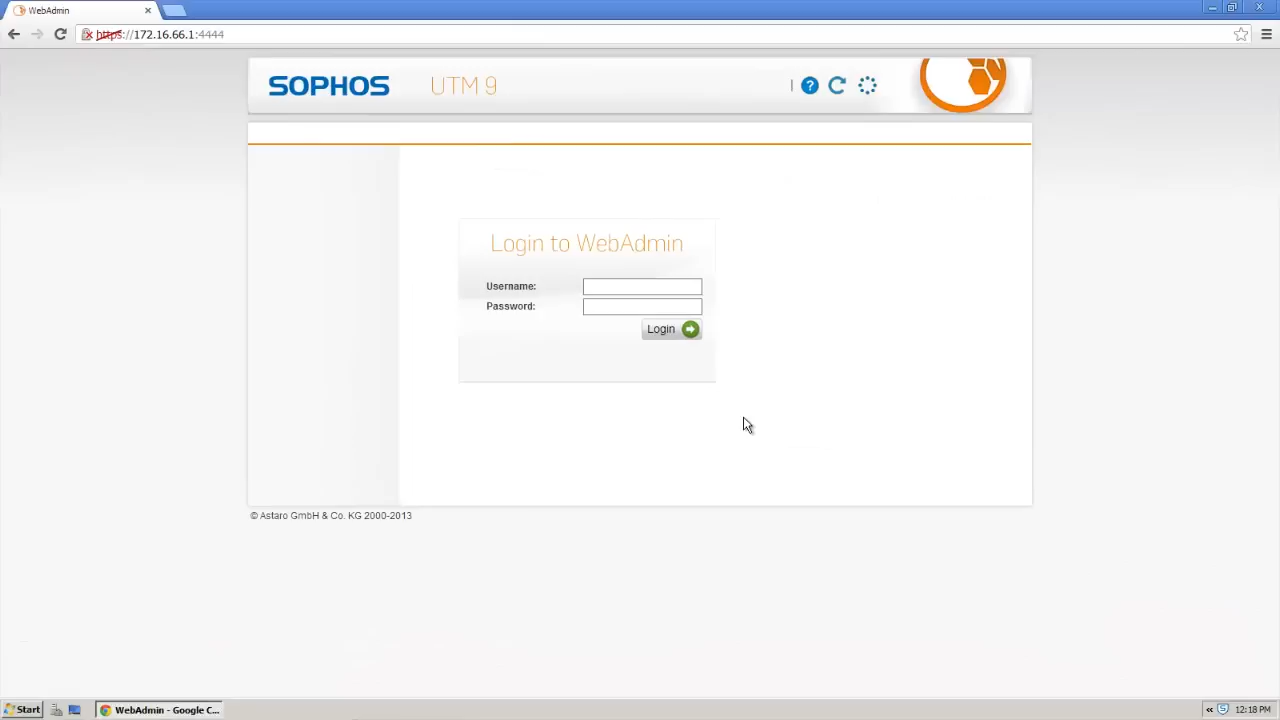 WebAdmin
https://172.16.66.1:4444
SOPHOS UTM 9 | ?
Login to WebAdmin
Username:
Password:
Login
© Astaro GmbH & Co. KG 2000-2013
Start WebAdmin - Google C... « 12:18 PM